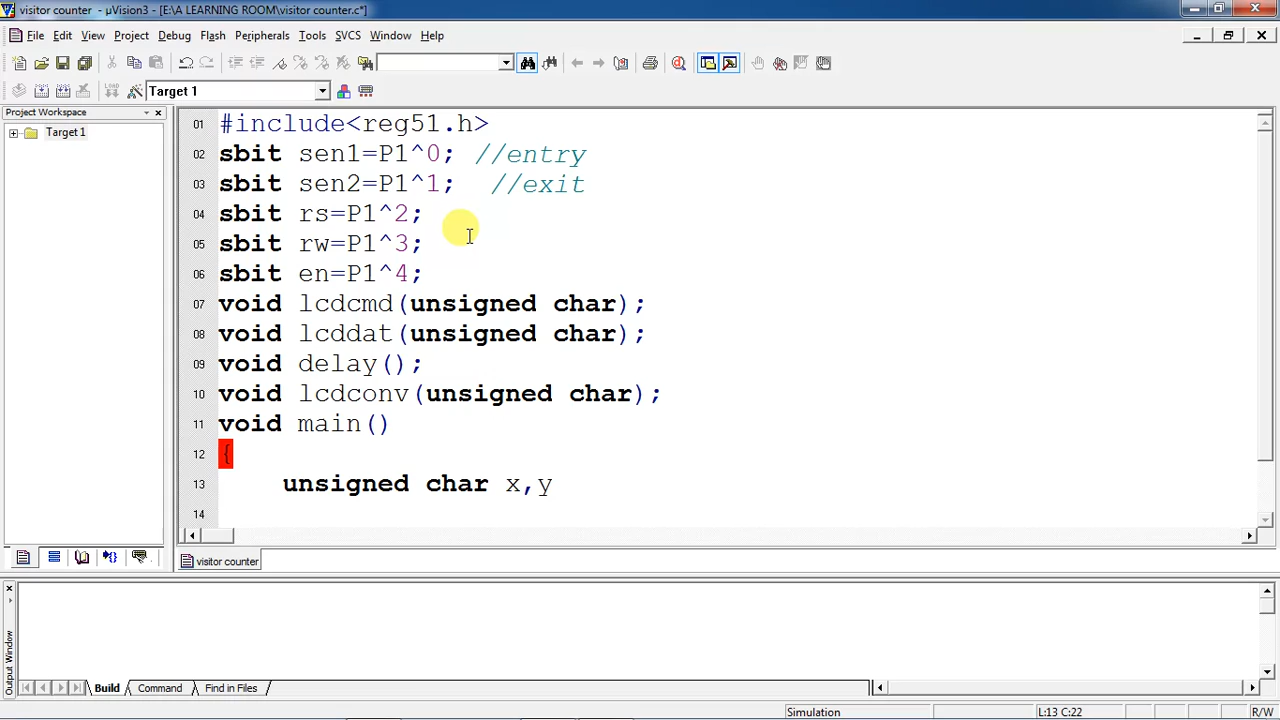 visitor counter - µVision3 - [E:\A LEARNING ROOM\visitor counter.c*]
File Edit View Project Debug Flash Peripherals Tools SVCS Window Help
LOAD Target 1
Project Workspace
Target 1
01 #include<reg51.h>
02 sbit sen1=P1^0; //entry
03 sbit sen2=P1^1; //exit
04 sbit rs=P1^2;
05 sbit rw=P1^3;
06 sbit en=P1^4;
07 void lcdcmd(unsigned char);
08 void lcddat(unsigned char);
09 void delay();
10 void lcdconv(unsigned char);
11 void main()
12 {
13 unsigned char x,y
14
visitor counter
Output Window
Build Command Find in Files
Simulation L:13 C:22 R/W